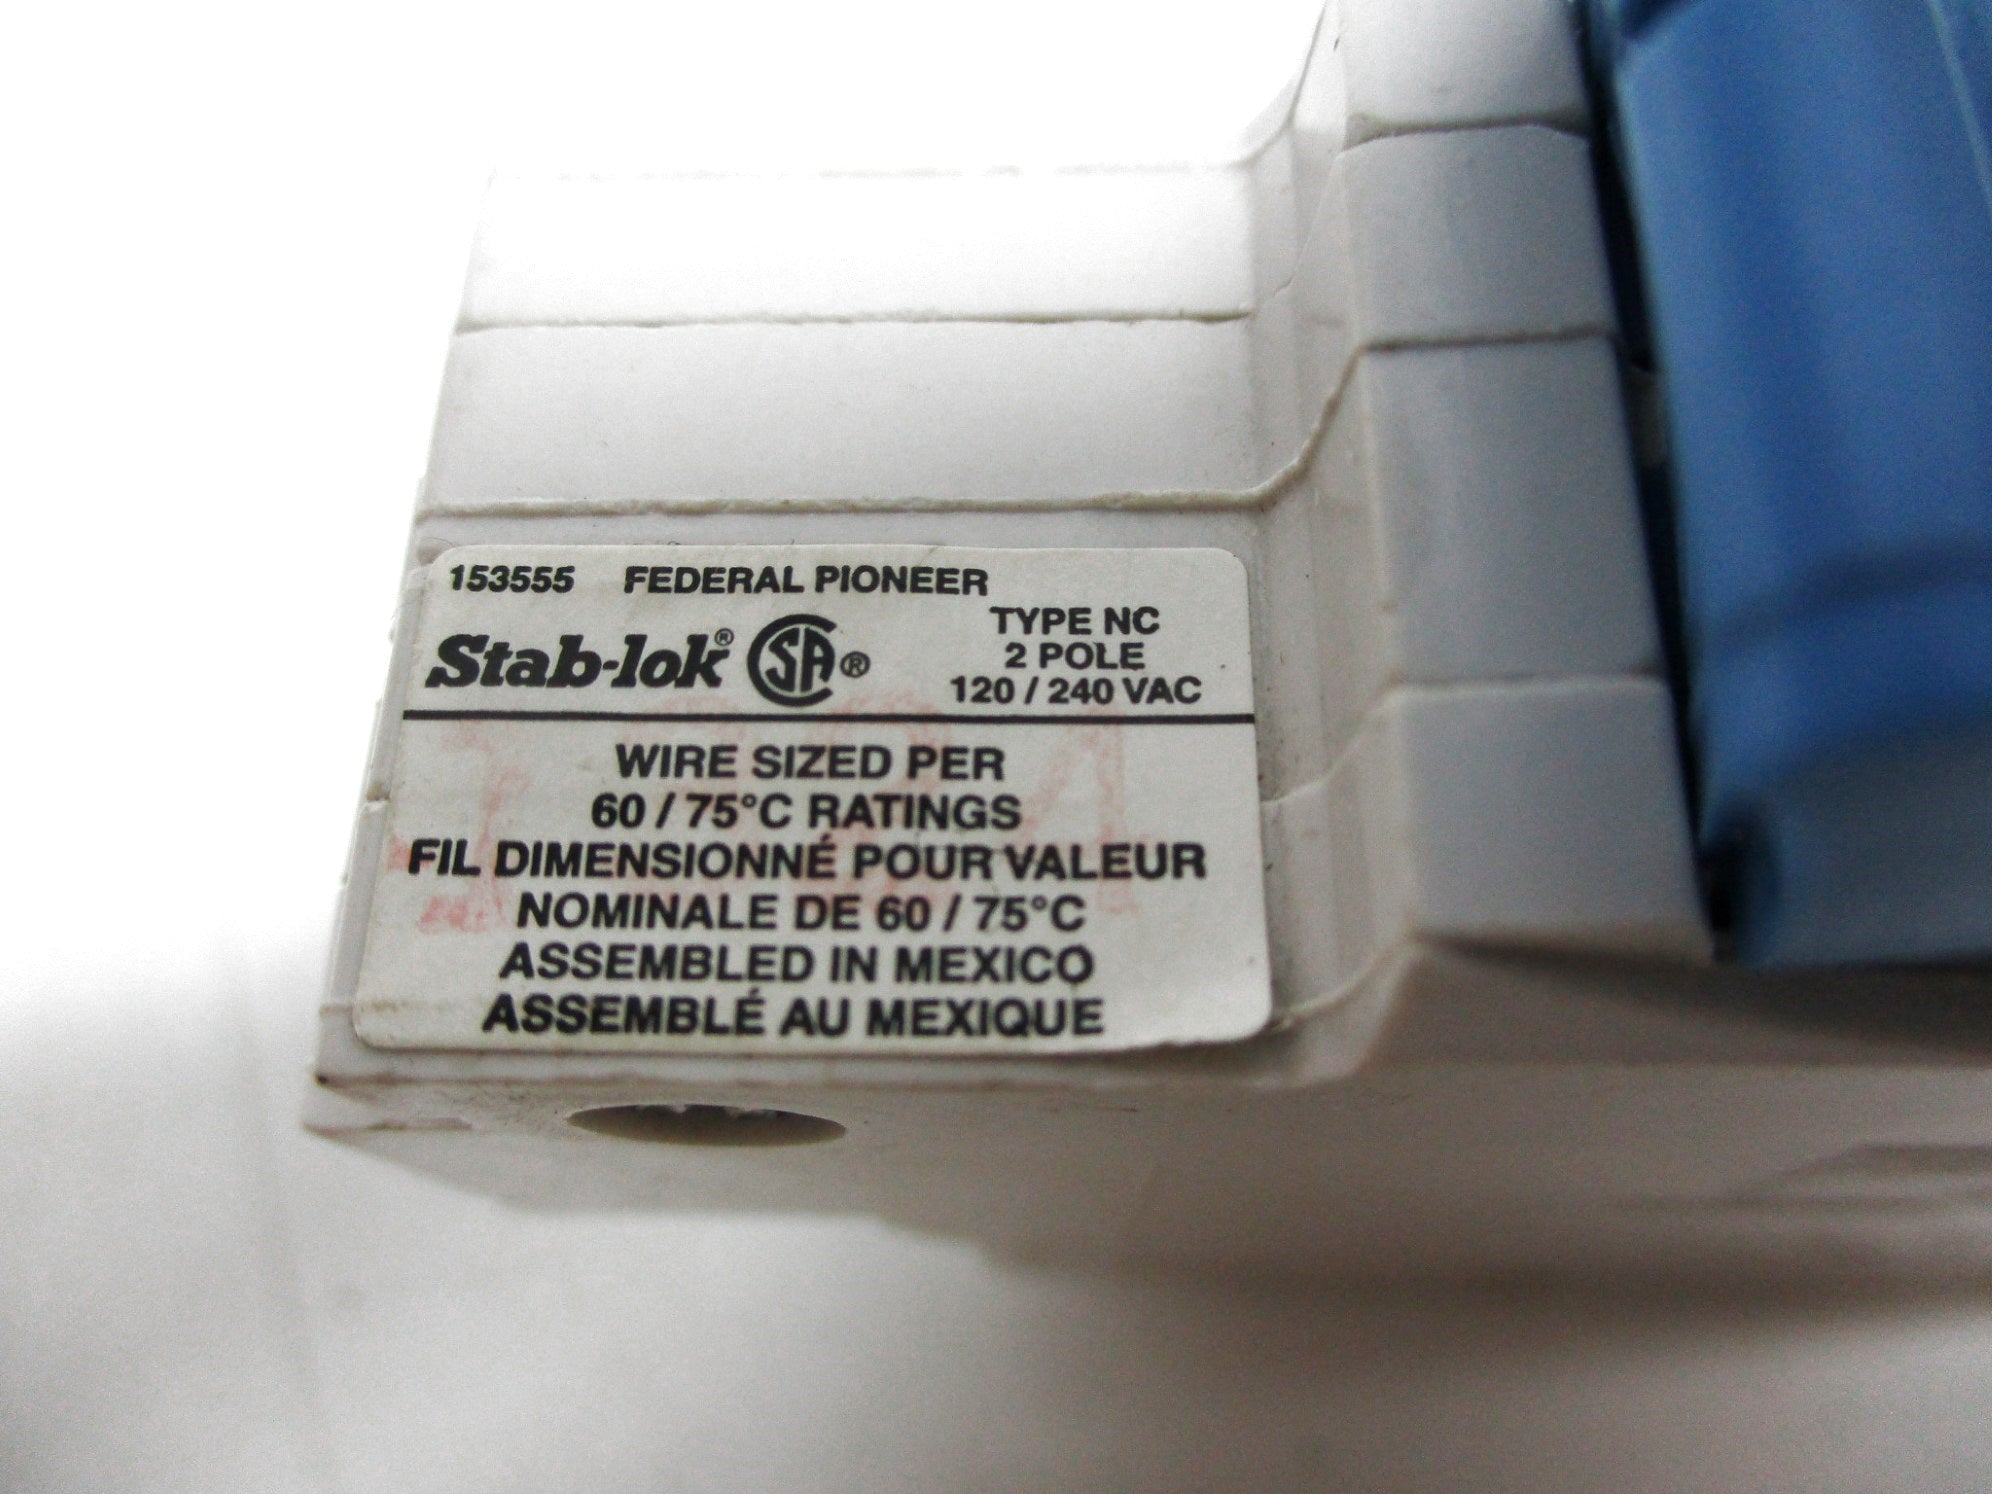 153555 FEDERAL PIONEER
Stab-lok® CSA®
TYPE NC
2 POLE
120 / 240 VAC
WIRE SIZED PER
60 / 75°C RATINGS
FIL DIMENSIONNÉ POUR VALEUR
NOMINALE DE 60 / 75°C
ASSEMBLED IN MEXICO
ASSEMBLÉ AU MEXIQUE